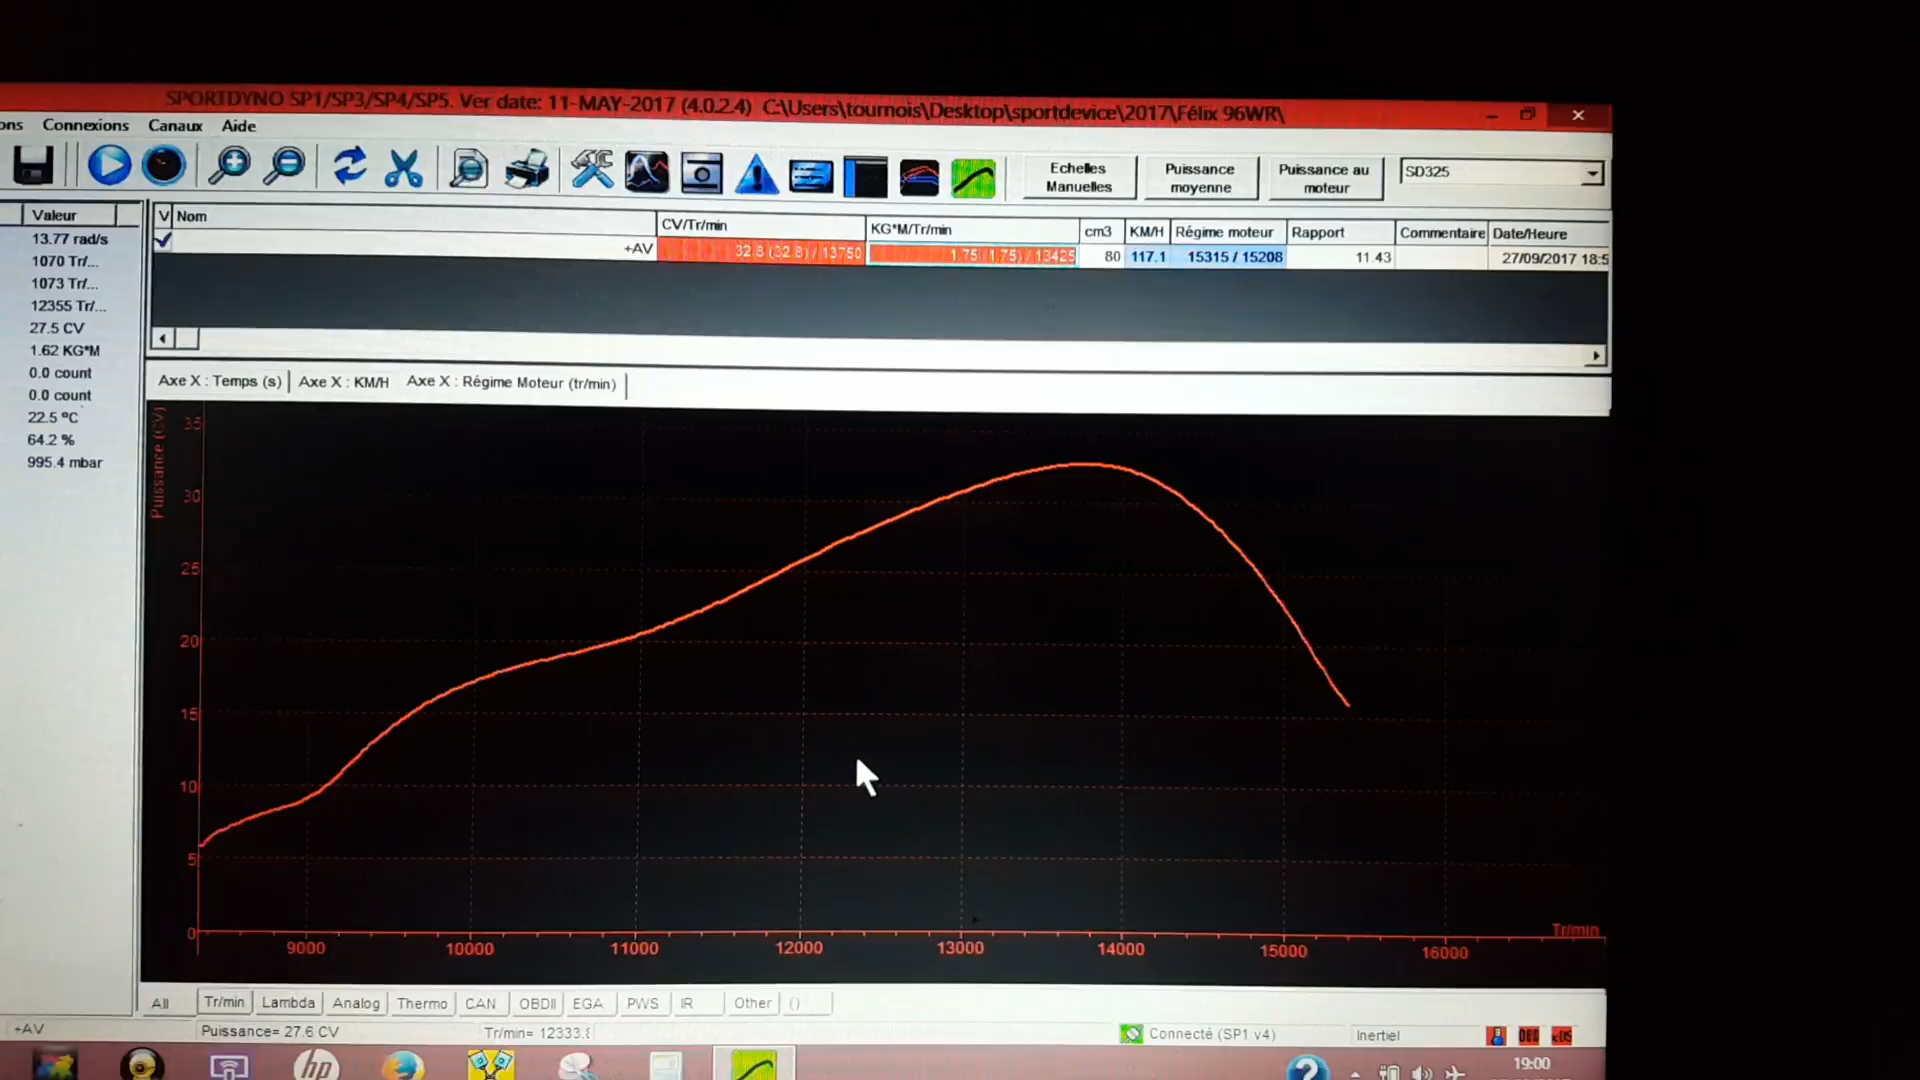 SPORTDYNO SP1/SP3/SP4/SP5. Ver date: 11-MAY-2017 (4.0.2.4) C:\Users\tournois\Desktop\sportdevice\2017\Félix 96WR\
ons Connexions Canaux Aide
Echelles Manuelles
Puissance moyenne
Puissance au moteur
SD325
Valeur
13.77 rad/s
1070 Tr/...
1073 Tr/...
12355 Tr/...
27.5 CV
1.62 KG*M
0.0 count
0.0 count
22.5 ºC
64.2 %
995.4 mbar
V Nom CV/Tr/min KG*M/Tr/min cm3 KM/H Régime moteur Rapport Commentaire Date/Heure
+AV 32.8 (32.8) / 13750 1.75 (1.75) / 13425 80 117.1 15315 / 15208 11.43 27/09/2017 18:5
Axe X : Temps (s) Axe X : KM/H Axe X : Régime Moteur (tr/min)
Puissance (CV)
35
30
25
20
15
10
5
0
9000 10000 11000 12000 13000 14000 15000 16000
Tr/min
All Tr/min Lambda Analog Thermo CAN OBDII EGA PWS IR Other ()
+AV Puissance= 27.6 CV Tr/min= 12333.8 Connecté (SP1 v4) Inertiel
hp
19:00